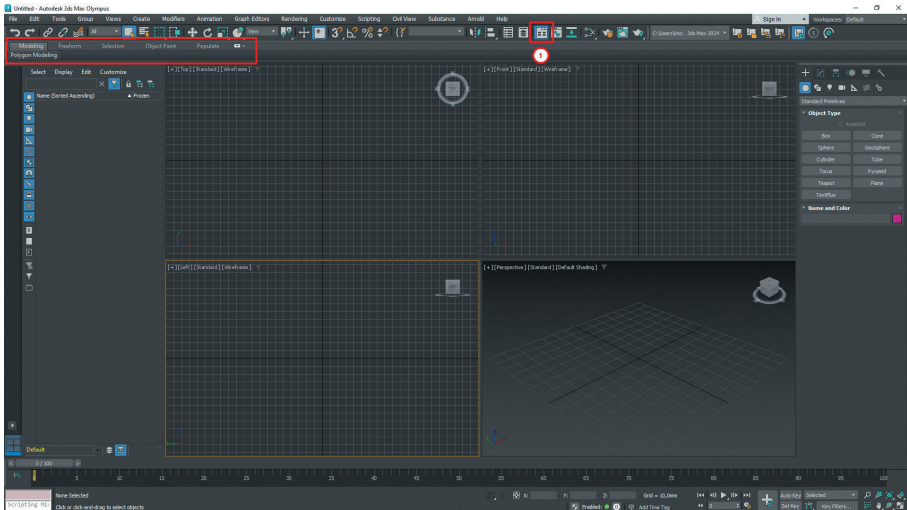 Untitled - Autodesk 3ds Max Olympus
File Edit Tools Group Views Create Modifiers Animation Graph Editors Rendering Customize Scripting Civil View Substance Arnold Help
Sign In Workspaces: Default
All View
Modeling Freeform Selection Object Paint Populate
Polygon Modeling
1
Select Display Edit Customize
Name (Sorted Ascending) Frozen
[+][Top][Standard][Wireframe]
[+][Front][Standard][Wireframe]
[+][Left][Standard][Wireframe]
[+][Perspective][Standard][Default Shading]
Standard Primitives
Object Type
AutoGrid
Box Cone
Sphere GeoSphere
Cylinder Tube
Torus Pyramid
Teapot Plane
TextPlus
Name and Color
Default
0 / 100
5 10 15 20 25 30 35 40 45 50 55 60 65 70 75 80 85 90 95 100
None Selected X: Y: Z: Grid = 10,0mm Auto Key Selected
Scripting Mi Click or click-and-drag to select objects Enabled: 0 Add Time Tag Set Key Key Filters...